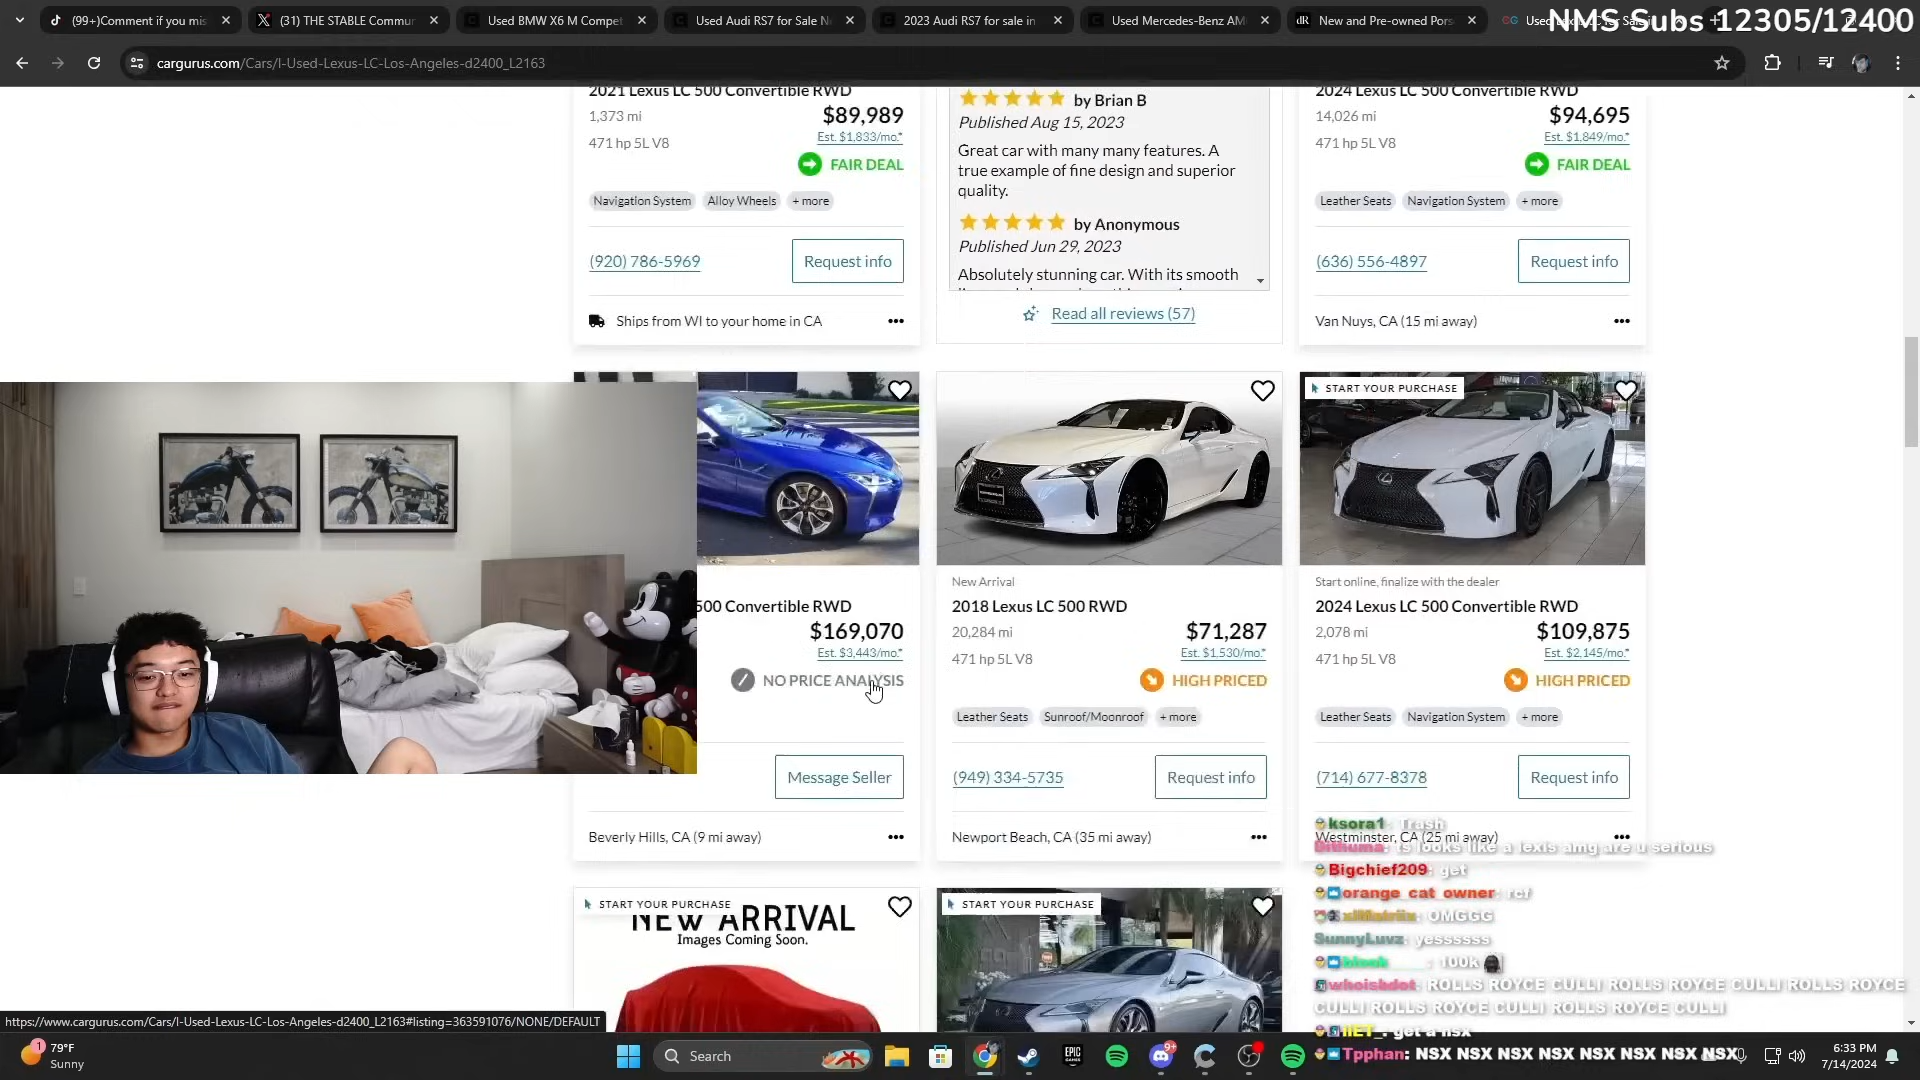 (99+)Comment if you mis
(31) THE STABLE Commur
Used BMW X6 M Compet
Used Audi RS7 for Sale N
2023 Audi RS7 for sale in
Used Mercedes-Benz AM
New and Pre-owned Pors
NMS Subs 12305/12400
cargurus.com/Cars/l-Used-Lexus-LC-Los-Angeles-d2400_L2163
2021 Lexus LC 500 Convertible RWD
1,373 mi
$89,989
Est. $1,833/mo.*
471 hp 5L V8
FAIR DEAL
Navigation System
Alloy Wheels
+ more
(920) 786-5969
Request info
Ships from WI to your home in CA
by Brian B
Published Aug 15, 2023
Great car with many many features. A
true example of fine design and superior
quality.
by Anonymous
Published Jun 29, 2023
Absolutely stunning car. With its smooth
Read all reviews (57)
2024 Lexus LC 500 Convertible RWD
14,026 mi
$94,695
Est. $1,849/mo.*
471 hp 5L V8
FAIR DEAL
Leather Seats
Navigation System
+ more
(636) 556-4897
Request info
Van Nuys, CA (15 mi away)
500 Convertible RWD
$169,070
Est. $3,443/mo.*
NO PRICE ANALYSIS
Message Seller
Beverly Hills, CA (9 mi away)
New Arrival
2018 Lexus LC 500 RWD
20,284 mi
$71,287
Est. $1,530/mo.*
471 hp 5L V8
HIGH PRICED
Leather Seats
Sunroof/Moonroof
+ more
(949) 334-5735
Request info
Newport Beach, CA (35 mi away)
START YOUR PURCHASE
Start online, finalize with the dealer
2024 Lexus LC 500 Convertible RWD
2,078 mi
$109,875
Est. $2,145/mo.*
471 hp 5L V8
HIGH PRICED
Leather Seats
Navigation System
+ more
(714) 677-8378
Request info
Westminster, CA (25 mi away)
START YOUR PURCHASE
NEW ARRIVAL
Images Coming Soon.
START YOUR PURCHASE
ksora1: Trash
Dithuma: ts looks like a lexis amg are u serious
Bigchief209: get
orange_cat_owner: rcf
: OMGGG
SunnyLuvz: yessssss
: 100k
whoisbdot: ROLLS ROYCE CULLI ROLLS ROYCE CULLI ROLLS ROYCE
CULLI ROLLS ROYCE CULLI ROLLS ROYCE CULLI
: get a nsx
Tpphan: NSX NSX NSX NSX NSX NSX NSX NSX
https://www.cargurus.com/Cars/l-Used-Lexus-LC-Los-Angeles-d2400_L2163#listing=363591076/NONE/DEFAULT
1
79°F
Sunny
Search
EPIC
GAMES
9+
6:33 PM
7/14/2024